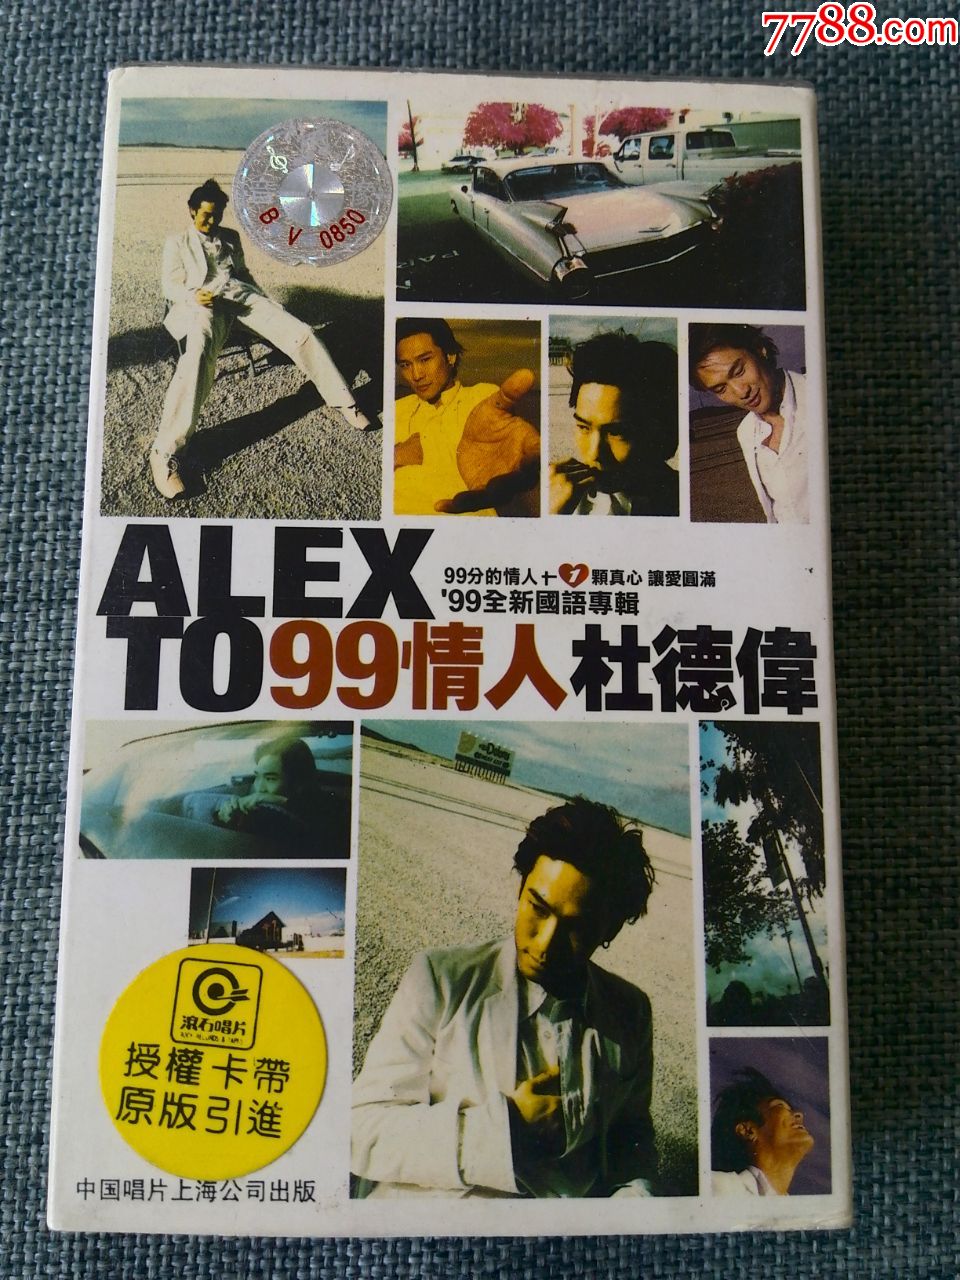 7788.com
B V 0850
ALEX
99分的情人+1顆真心 讓愛圓滿
'99全新國語專輯
TO99情人杜德偉
滾石唱片
授權卡帶
原版引進
中国唱片上海公司出版